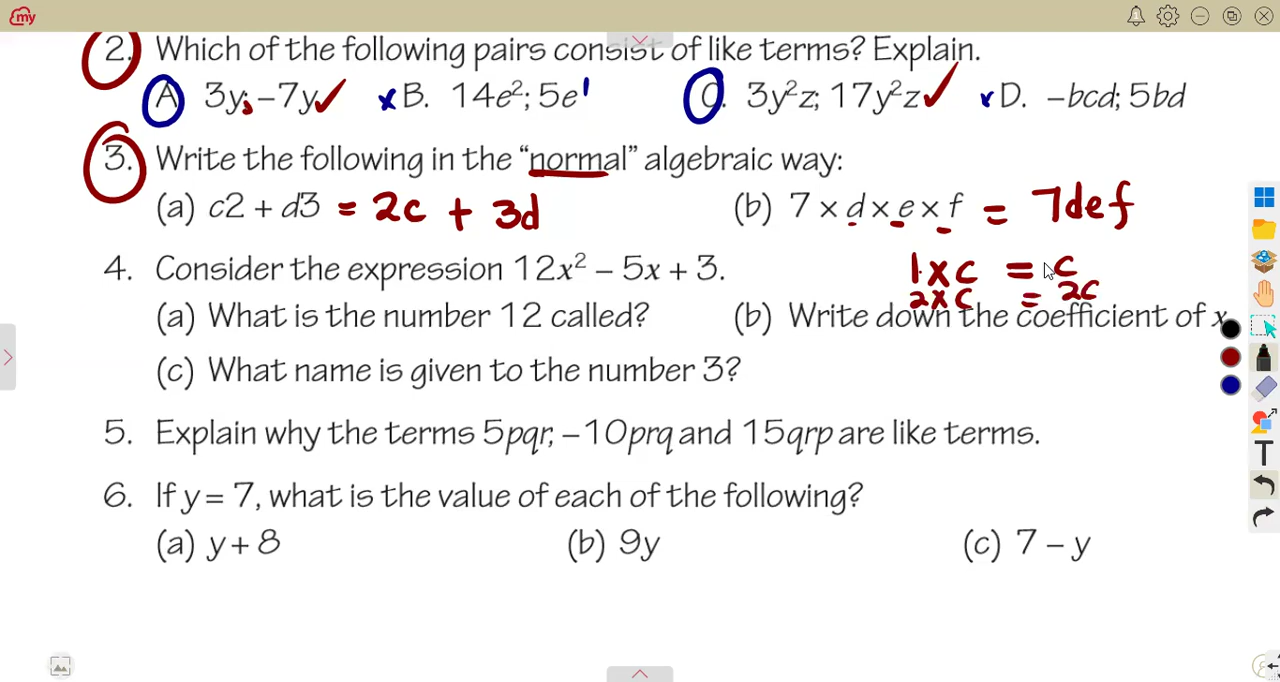 my
2. Which of the following pairs consist of like terms? Explain.
A. 3y; −7y ✓ x B. 14e²; 5e¹ C. 3y²z; 17y²z ✓ x D. −bcd; 5bd
3. Write the following in the “normal” algebraic way:
(a) c2 + d3 = 2c + 3d (b) 7 × d × e × f = 7def
4. Consider the expression 12x² − 5x + 3. 1 x c = c
2 x c = 2c
(a) What is the number 12 called? (b) Write down the coefficient of x
(c) What name is given to the number 3?
5. Explain why the terms 5pqr, −10prq and 15qrp are like terms.
6. If y = 7, what is the value of each of the following?
(a) y + 8 (b) 9y (c) 7 − y
T